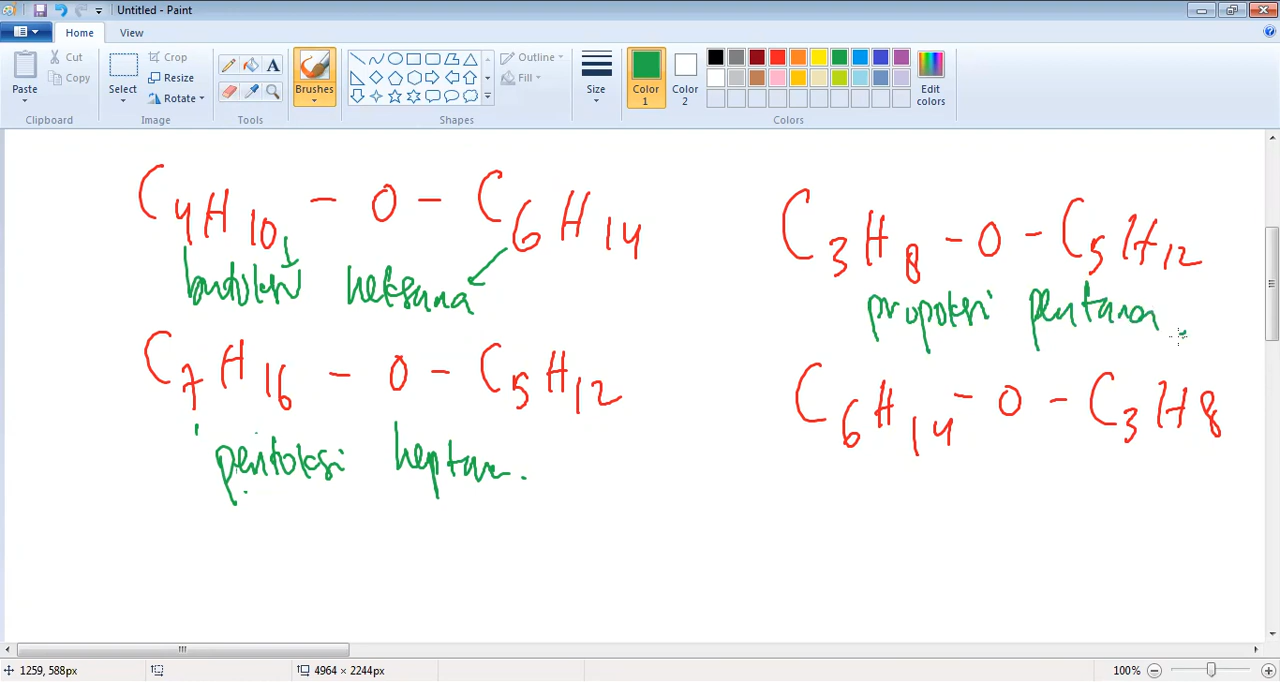 Untitled - Paint
Home View
Paste
Cut
Copy
Clipboard
Select
Crop
Resize
Rotate
Image
A
Tools
Brushes
Outline
Fill
Shapes
Size
Color 1
Color 2
Edit colors
Colors
C4H10 - O - C6H14
butoksi heksana
C7H16 - O - C5H12
pentoksi heptana.
C3H8 - O - C5H12
propoksi pentana
C6H14 - O - C3H8
1259, 588px
4964 × 2244px
100%